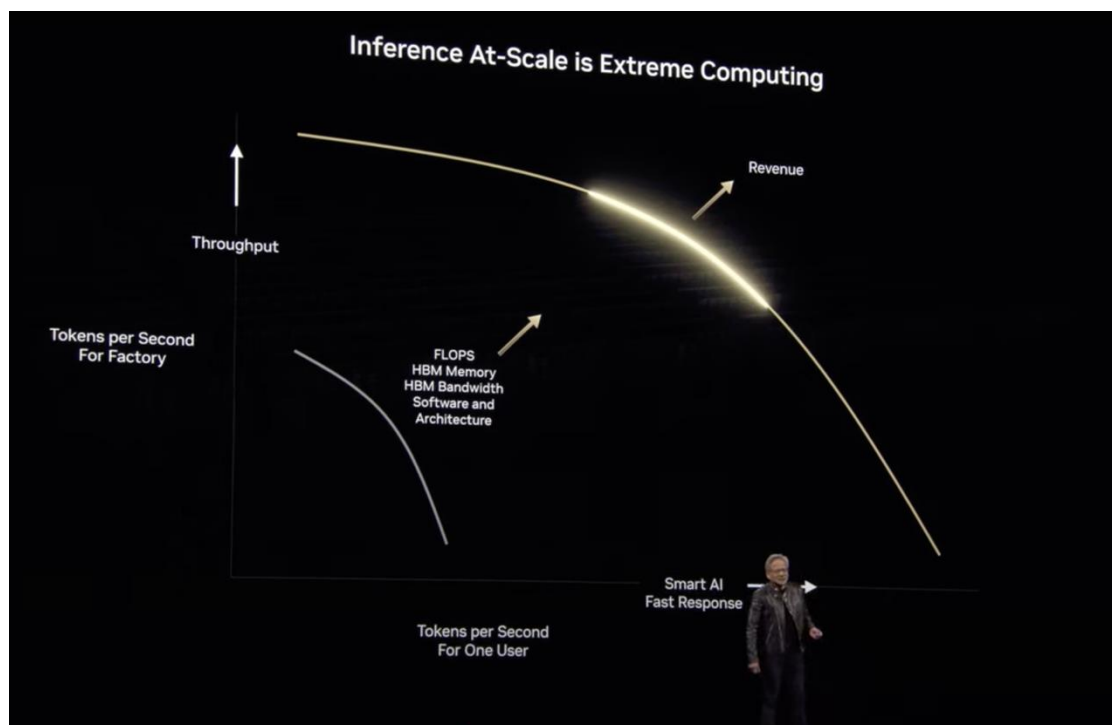 Inference At-Scale is Extreme Computing
Revenue
Throughput
Tokens per Second
For Factory
FLOPS
HBM Memory
HBM Bandwidth
Software and
Architecture
Smart AI
Fast Response
Tokens per Second
For One User